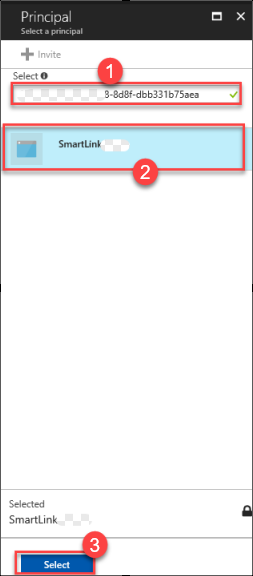 Principal
Select a principal
Invite
Select
1
3-8d8f-dbb331b75aea
SmartLink
2
Selected
SmartLink
3
Select